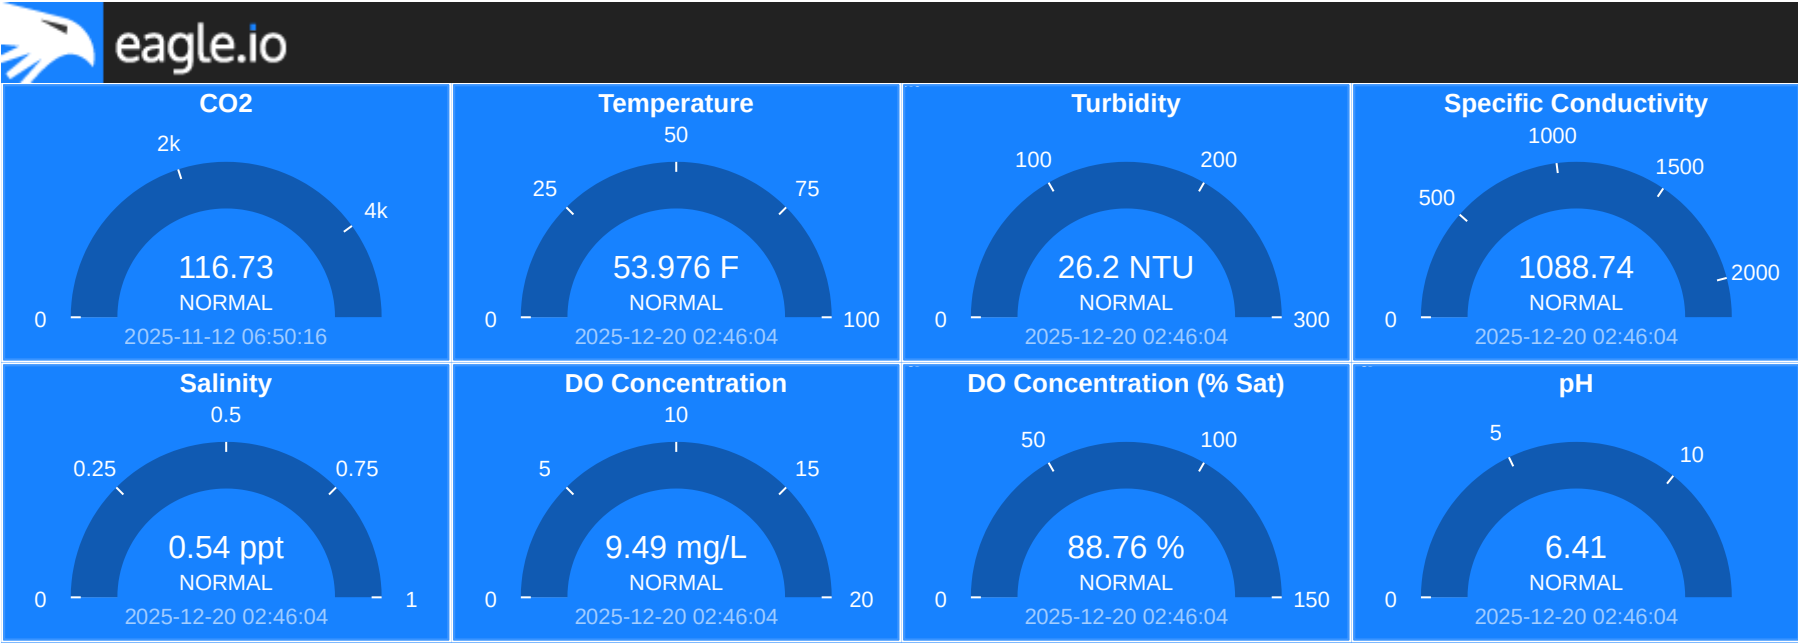 eagle.io
CO2
2k
4k
116.73
NORMAL
0
2025-11-12 06:50:16
Temperature
50
25
75
53.976 F
NORMAL
0
100
2025-12-20 02:46:04
Turbidity
100
200
26.2 NTU
NORMAL
0
300
2025-12-20 02:46:04
Specific Conductivity
1000
1500
500
1088.74
2000
NORMAL
0
2025-12-20 02:46:04
Salinity
0.5
0.25
0.75
0.54 ppt
NORMAL
0
1
2025-12-20 02:46:04
DO Concentration
10
5
15
9.49 mg/L
NORMAL
0
20
2025-12-20 02:46:04
DO Concentration (% Sat)
50
100
88.76 %
NORMAL
0
150
2025-12-20 02:46:04
pH
5
10
6.41
NORMAL
0
2025-12-20 02:46:04